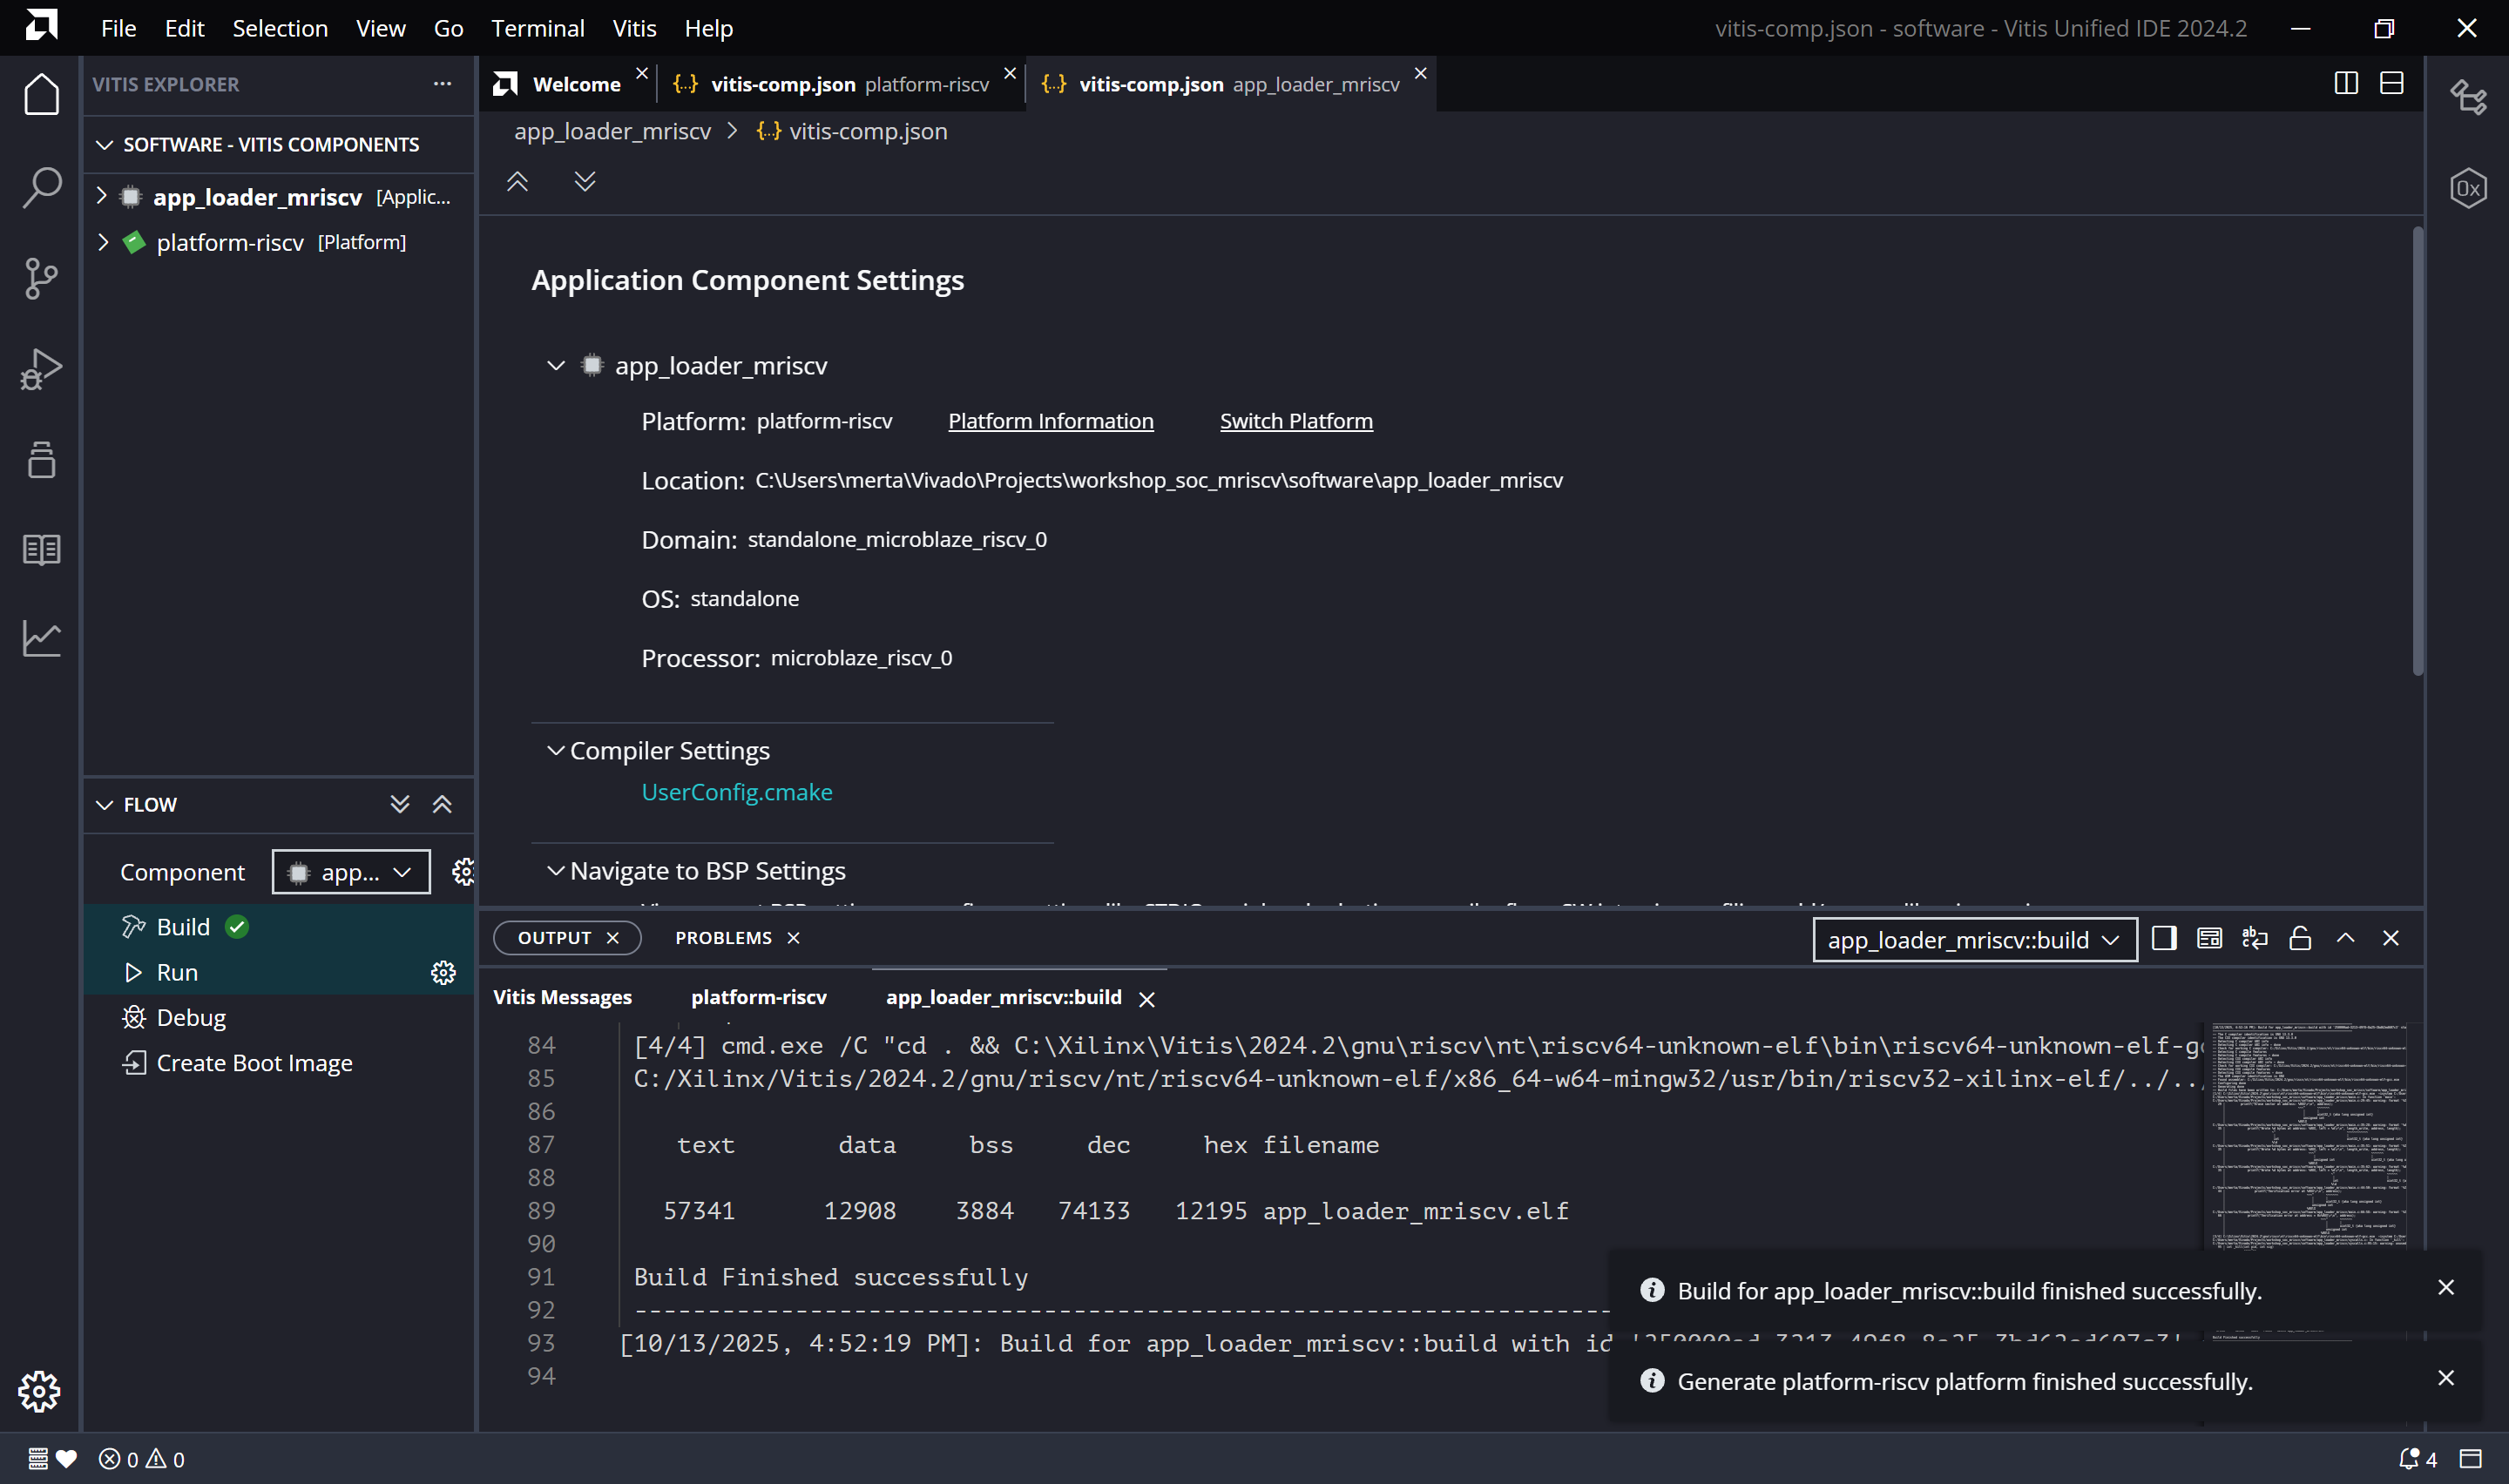 File Edit Selection View Go Terminal Vitis Help
vitis-comp.json - software - Vitis Unified IDE 2024.2
VITIS EXPLORER
SOFTWARE - VITIS COMPONENTS
app_loader_mriscv [Applic...
platform-riscv [Platform]
FLOW
Component app...
Build
Run
Debug
Create Boot Image
Welcome
vitis-comp.json platform-riscv
vitis-comp.json app_loader_mriscv
app_loader_mriscv > {..} vitis-comp.json
Application Component Settings
app_loader_mriscv
Platform: platform-riscv Platform Information Switch Platform
Location: C:\Users\merta\Vivado\Projects\workshop_soc_mriscv\software\app_loader_mriscv
Domain: standalone_microblaze_riscv_0
OS: standalone
Processor: microblaze_riscv_0
Compiler Settings
UserConfig.cmake
Navigate to BSP Settings
OUTPUT PROBLEMS
app_loader_mriscv::build
Vitis Messages platform-riscv app_loader_mriscv::build
84 [4/4] cmd.exe /C "cd . && C:\Xilinx\Vitis\2024.2\gnu\riscv\nt\riscv64-unknown-elf\bin\riscv64-unknown-elf-gc
85 C:/Xilinx/Vitis/2024.2/gnu/riscv/nt/riscv64-unknown-elf/x86_64-w64-mingw32/usr/bin/riscv32-xilinx-elf/../../
86
87 text data bss dec hex filename
88
89 57341 12908 3884 74133 12195 app_loader_mriscv.elf
90
91 Build Finished successfully
92 ------------------------------------------------------------------
93 [10/13/2025, 4:52:19 PM]: Build for app_loader_mriscv::build with id
94
Build for app_loader_mriscv::build finished successfully.
Generate platform-riscv platform finished successfully.
0 0
4
0x